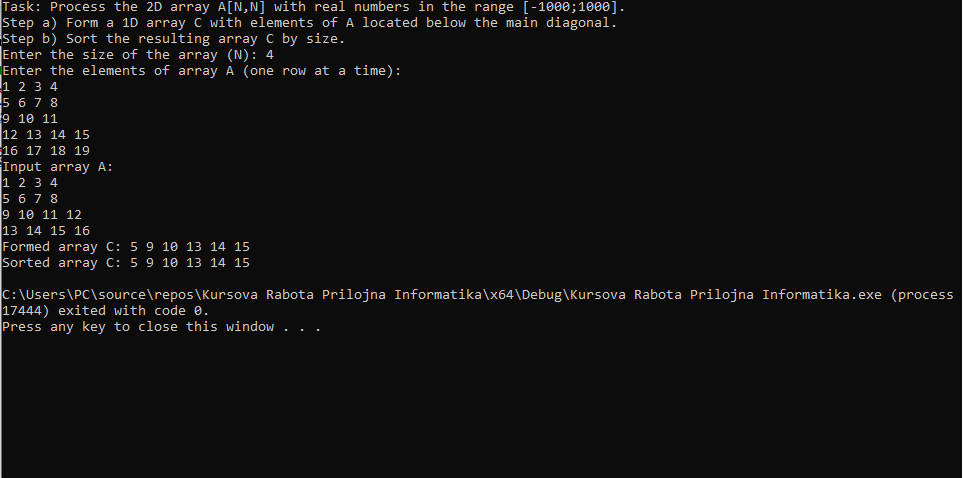 Task: Process the 2D array A[N,N] with real numbers in the range [-1000;1000].
Step a) Form a 1D array C with elements of A located below the main diagonal.
Step b) Sort the resulting array C by size.
Enter the size of the array (N): 4
Enter the elements of array A (one row at a time):
1 2 3 4
5 6 7 8
9 10 11
12 13 14 15
16 17 18 19
Input array A:
1 2 3 4
5 6 7 8
9 10 11 12
13 14 15 16
Formed array C: 5 9 10 13 14 15
Sorted array C: 5 9 10 13 14 15
C:\Users\PC\source\repos\Kursova Rabota Prilojna Informatika\x64\Debug\Kursova Rabota Prilojna Informatika.exe (process
17444) exited with code 0.
Press any key to close this window . . .